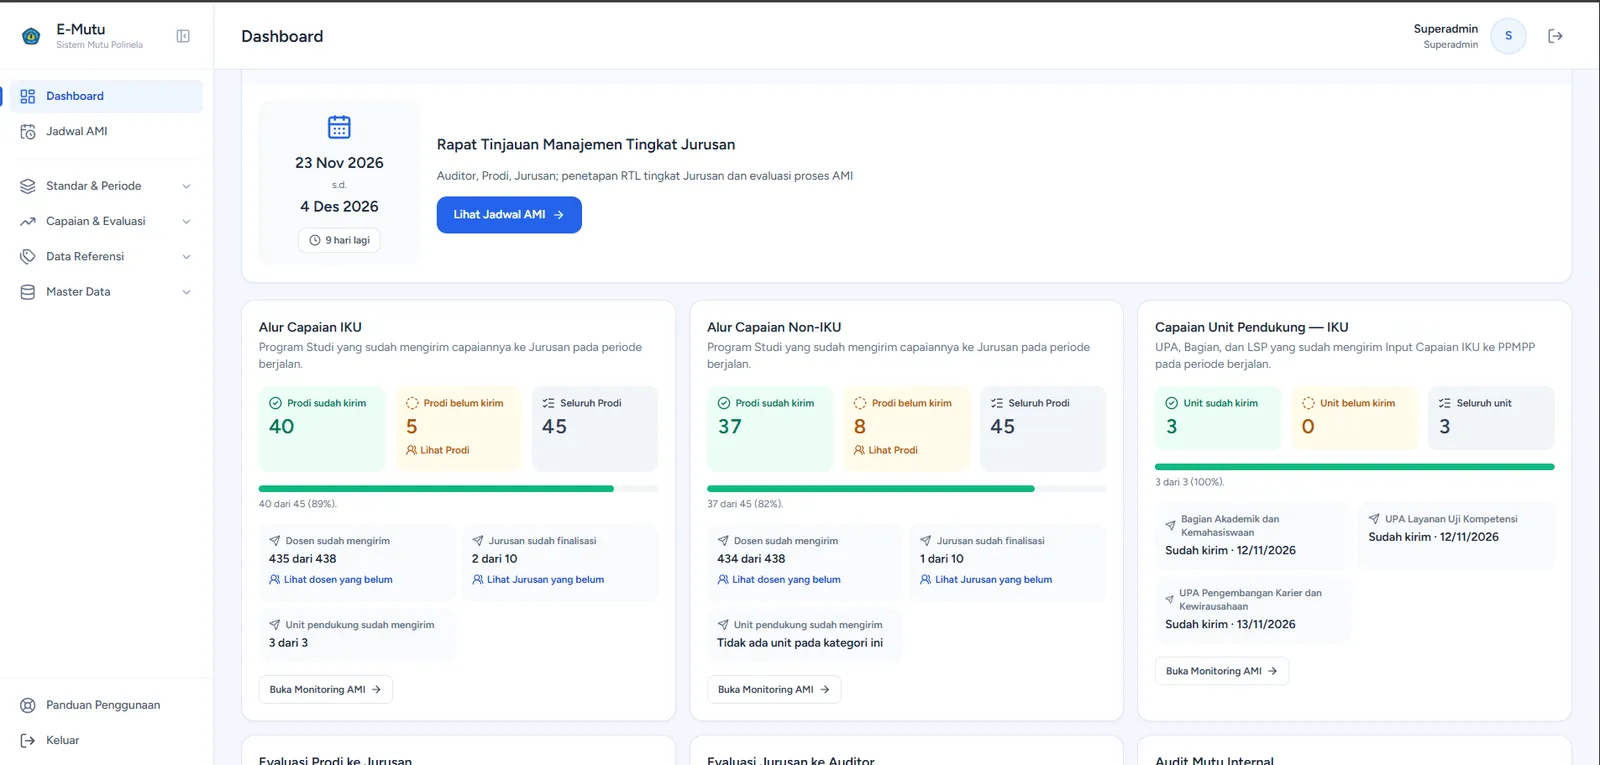 E-Mutu
Sistem Mutu Polinela
Dashboard
Jadwal AMI
Standar & Periode
Capaian & Evaluasi
Data Referensi
Master Data
Panduan Penggunaan
Keluar
Dashboard
Superadmin
Superadmin
S
23 Nov 2026
s.d.
4 Des 2026
9 hari lagi
Rapat Tinjauan Manajemen Tingkat Jurusan
Auditor, Prodi, Jurusan; penetapan RTL tingkat Jurusan dan evaluasi proses AMI
Lihat Jadwal AMI
Alur Capaian IKU
Program Studi yang sudah mengirim capaiannya ke Jurusan pada periode
berjalan.
Prodi sudah kirim
40
Prodi belum kirim
5
Lihat Prodi
Seluruh Prodi
45
40 dari 45 (89%).
Dosen sudah mengirim
435 dari 438
Lihat dosen yang belum
Jurusan sudah finalisasi
2 dari 10
Lihat Jurusan yang belum
Unit pendukung sudah mengirim
3 dari 3
Buka Monitoring AMI
Alur Capaian Non-IKU
Program Studi yang sudah mengirim capaiannya ke Jurusan pada periode
berjalan.
Prodi sudah kirim
37
Prodi belum kirim
8
Lihat Prodi
Seluruh Prodi
45
37 dari 45 (82%).
Dosen sudah mengirim
434 dari 438
Lihat dosen yang belum
Jurusan sudah finalisasi
1 dari 10
Lihat Jurusan yang belum
Unit pendukung sudah mengirim
Tidak ada unit pada kategori ini
Buka Monitoring AMI
Capaian Unit Pendukung — IKU
UPA, Bagian, dan LSP yang sudah mengirim Input Capaian IKU ke PPMPP
pada periode berjalan.
Unit sudah kirim
3
Unit belum kirim
0
Seluruh unit
3
3 dari 3 (100%).
Bagian Akademik dan
Kemahasiswaan
Sudah kirim · 12/11/2026
UPA Layanan Uji Kompetensi
Sudah kirim · 12/11/2026
UPA Pengembangan Karier dan
Kewirausahaan
Sudah kirim · 13/11/2026
Buka Monitoring AMI
Evaluasi Prodi ke Jurusan
Evaluasi Jurusan ke Auditor
Audit Mutu Internal